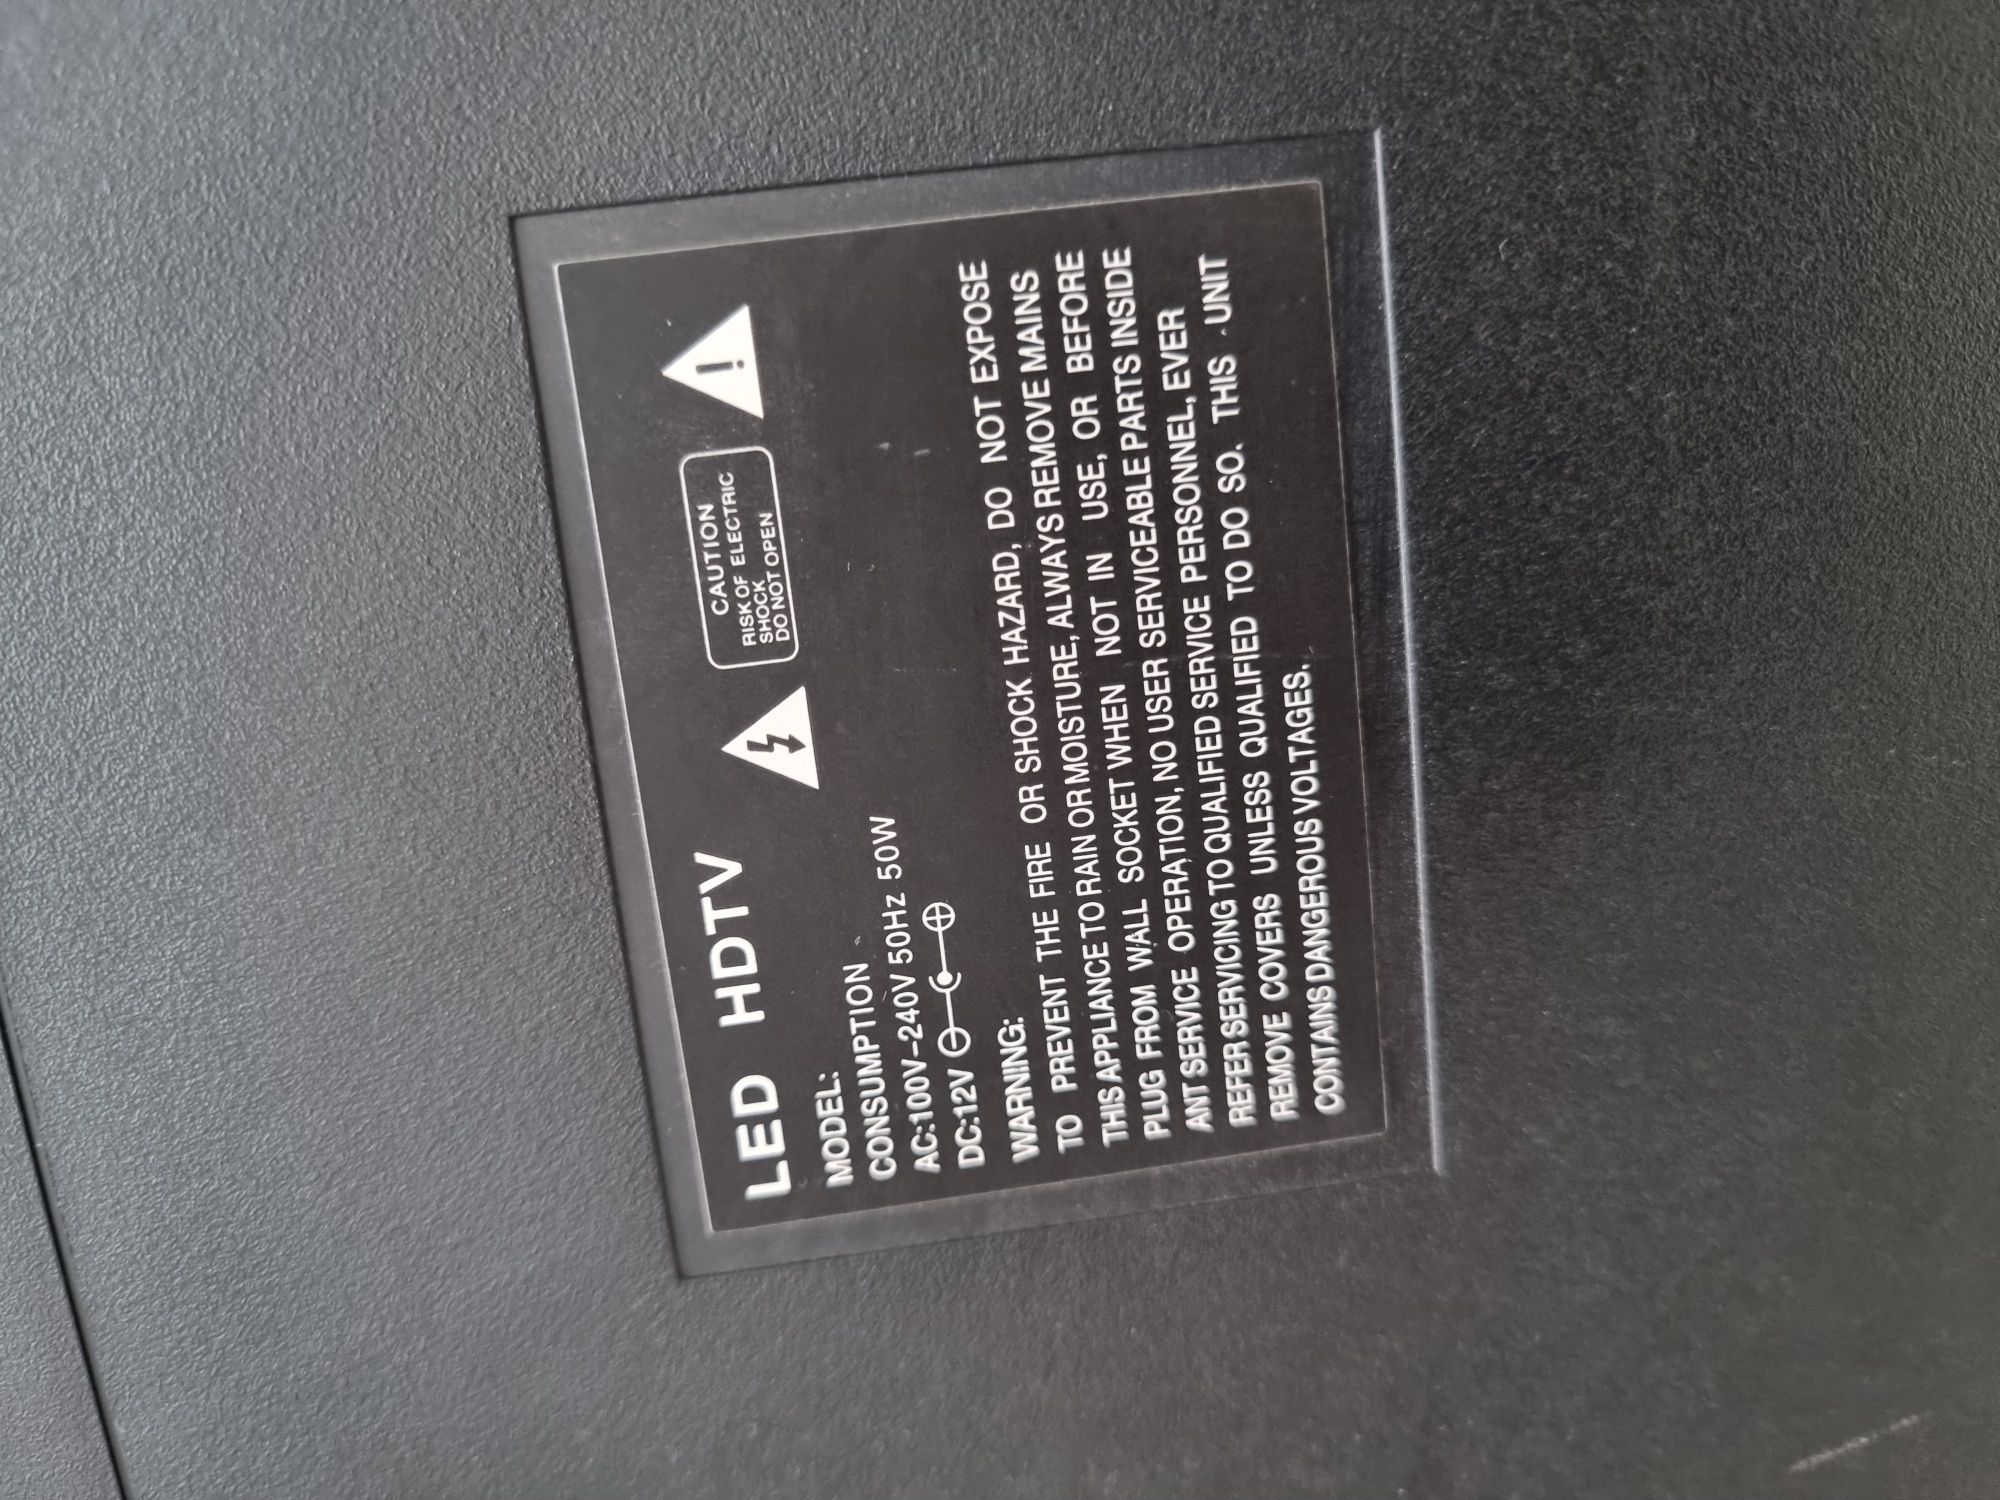 LED HDTV
CAUTION
RISK OF ELECTRIC
SHOCK
DO NOT OPEN
MODEL:
CONSUMPTION
AC:100V-240V 50Hz 50W
DC:12V
WARNING:
TO PREVENT THE FIRE OR SHOCK HAZARD, DO NOT EXPOSE
THIS APPLIANCE TO RAIN OR MOISTURE, ALWAYS REMOVE MAINS
PLUG FROM WALL SOCKET WHEN NOT IN USE, OR BEFORE
ANT SERVICE OPERATION, NO USER SERVICEABLE PARTS INSIDE
REFER SERVICING TO QUALIFIED SERVICE PERSONNEL, EVER
REMOVE COVERS UNLESS QUALIFIED TO DO SO. THIS UNIT
CONTAINS DANGEROUS VOLTAGES.